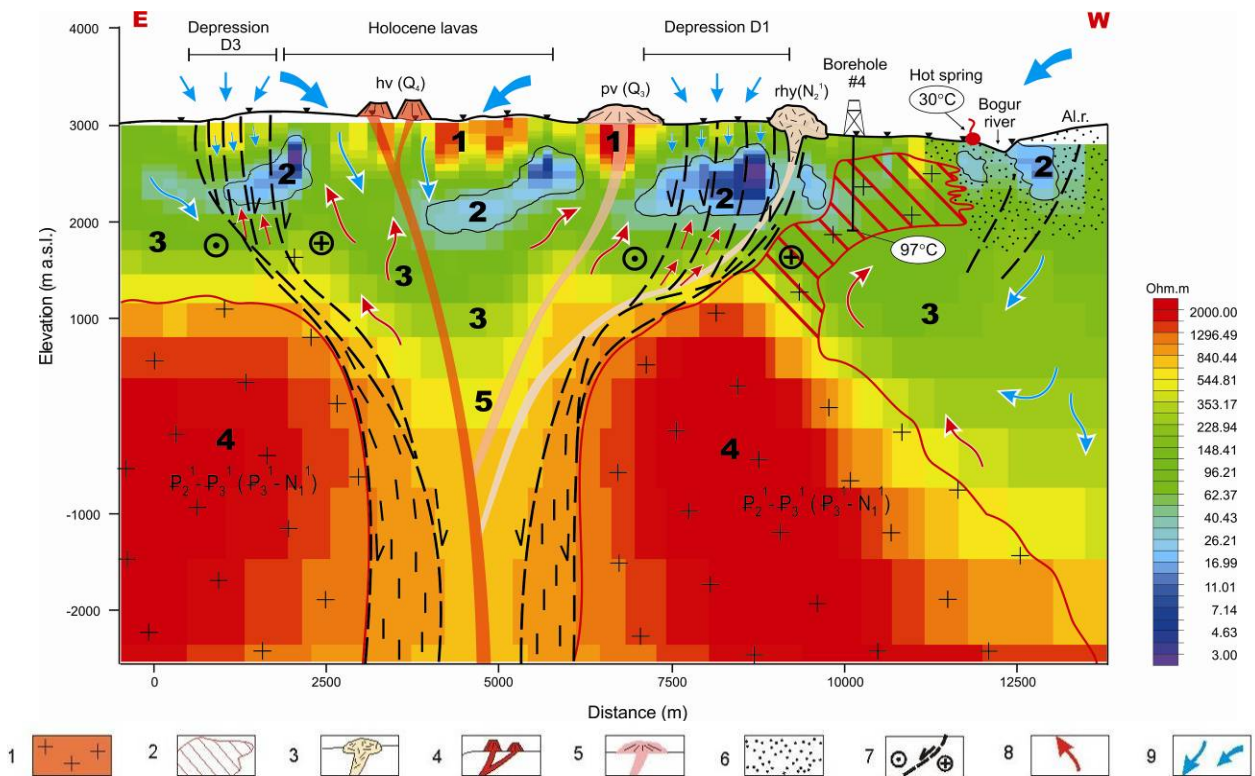 E
W
Depression
D3
Holocene lavas
Depression D1
hv (Q₄)
pv (Q₃)
rhy(N₂¹)
Borehole
#4
Hot spring
30°C
Bogur
river
Al.r.
4000
3000
2000
1000
-1000
-2000
Elevation (m a.s.l.)
1
1
2
2
2
2
3
3
3
3
97°C
5
4
4
P₂¹-P₃¹(P₃¹-N₁¹)
P₂¹-P₃¹(P₃¹-N₁¹)
Ohm.m
2000.00
1296.49
840.44
544.81
353.17
228.94
148.41
96.21
62.37
40.43
26.21
16.99
11.01
7.14
4.63
3.00
0
2500
5000
7500
10000
12500
Distance (m)
1
2
3
4
5
6
7
8
9